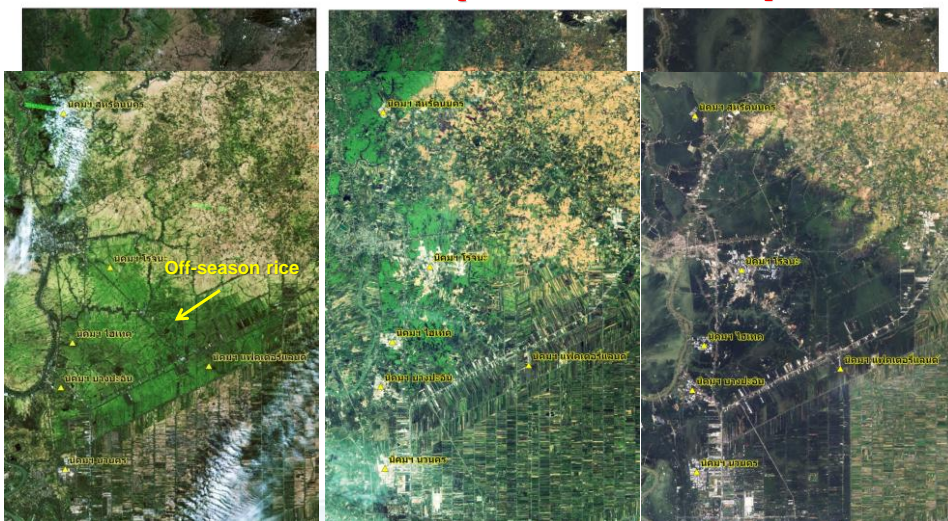 นิคมฯ สหรัตนนคร
นิคมฯ โรจนะ
Off-season rice
นิคมฯ ไฮเทค
นิคมฯ แฟคเตอรี่แลนด์
นิคมฯ บางปะอิน
นิคมฯ นวนคร
นิคมฯ สหรัตนนคร
นิคมฯ โรจนะ
นิคมฯ ไฮเทค
นิคมฯ แฟคเตอรี่แลนด์
นิคมฯ บางปะอิน
นิคมฯ นวนคร
นิคมฯ สหรัตนนคร
นิคมฯ โรจนะ
นิคมฯ ไฮเทค
นิคมฯ แฟคเตอรี่แลนด์
นิคมฯ บางปะอิน
นิคมฯ นวนคร